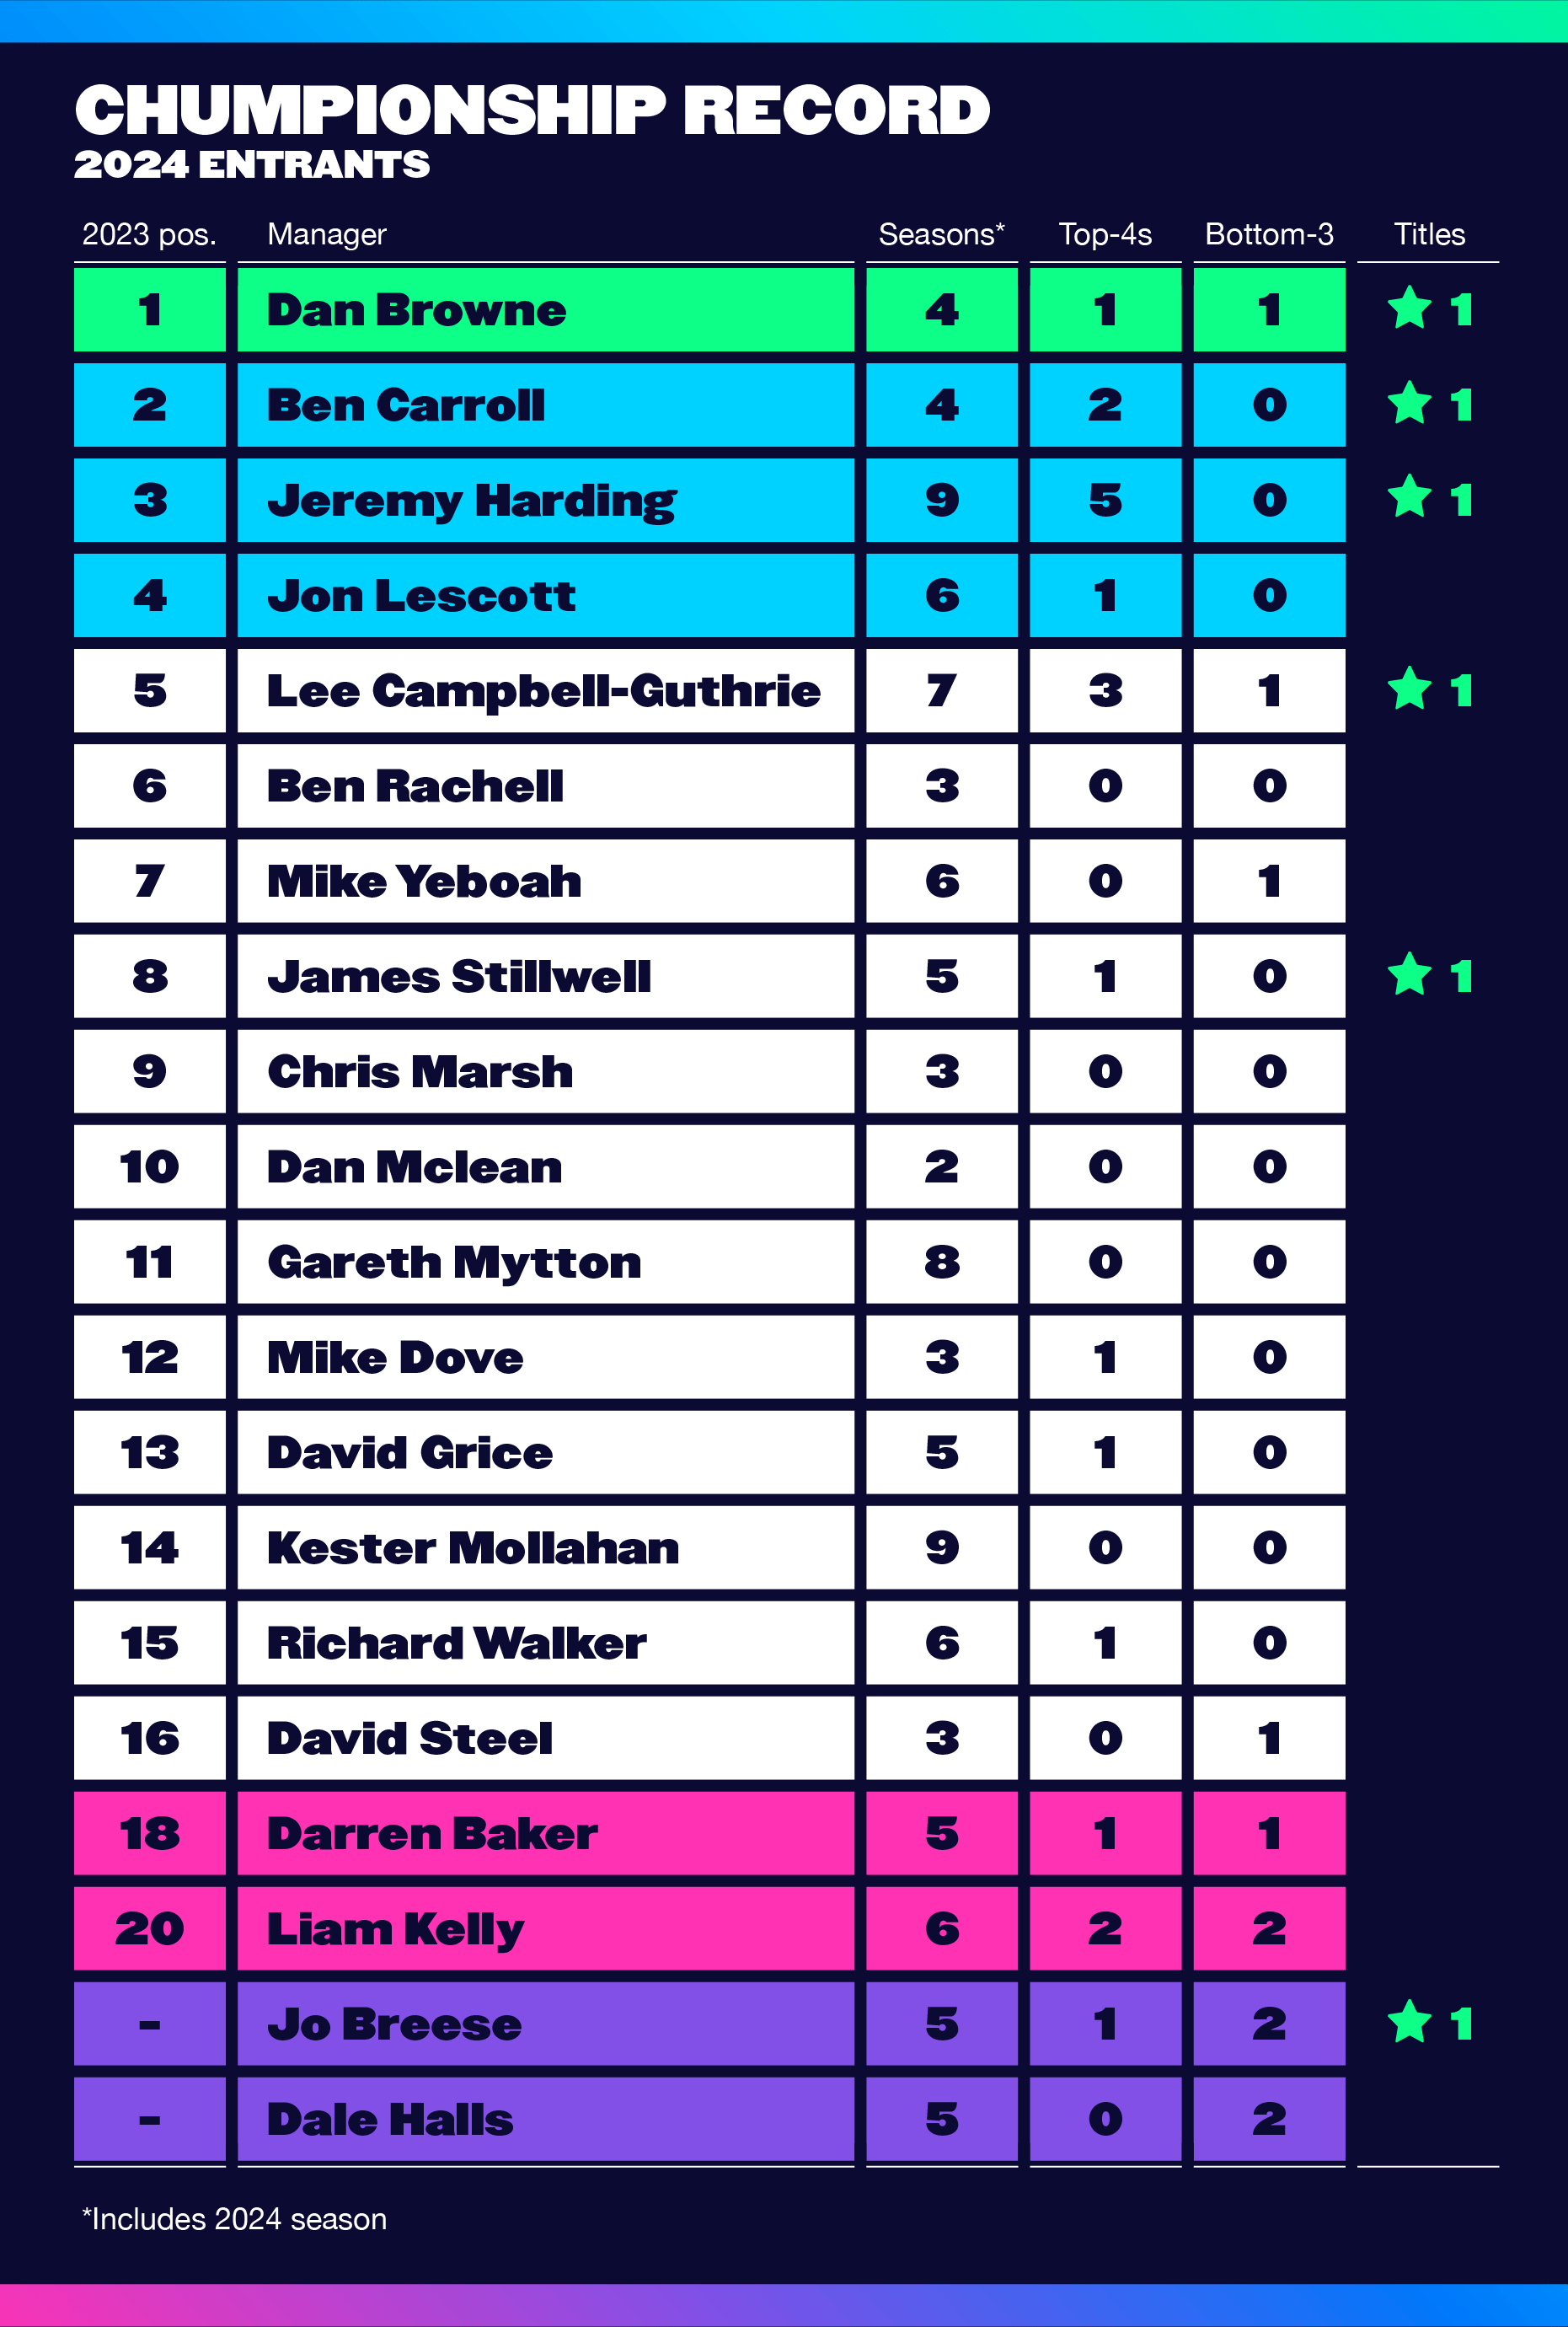 CHUMPIONSHIP RECORD
2024 ENTRANTS
2023 pos. Manager Seasons* Top-4s Bottom-3 Titles
1 Dan Browne 4 1 1 ★ 1
2 Ben Carroll 4 2 0 ★ 1
3 Jeremy Harding 9 5 0 ★ 1
4 Jon Lescott 6 1 0
5 Lee Campbell-Guthrie 7 3 1 ★ 1
6 Ben Rachell 3 0 0
7 Mike Yeboah 6 0 1
8 James Stillwell 5 1 0 ★ 1
9 Chris Marsh 3 0 0
10 Dan Mclean 2 0 0
11 Gareth Mytton 8 0 0
12 Mike Dove 3 1 0
13 David Grice 5 1 0
14 Kester Mollahan 9 0 0
15 Richard Walker 6 1 0
16 David Steel 3 0 1
18 Darren Baker 5 1 1
20 Liam Kelly 6 2 2
- Jo Breese 5 1 2 ★ 1
- Dale Halls 5 0 2
*Includes 2024 season